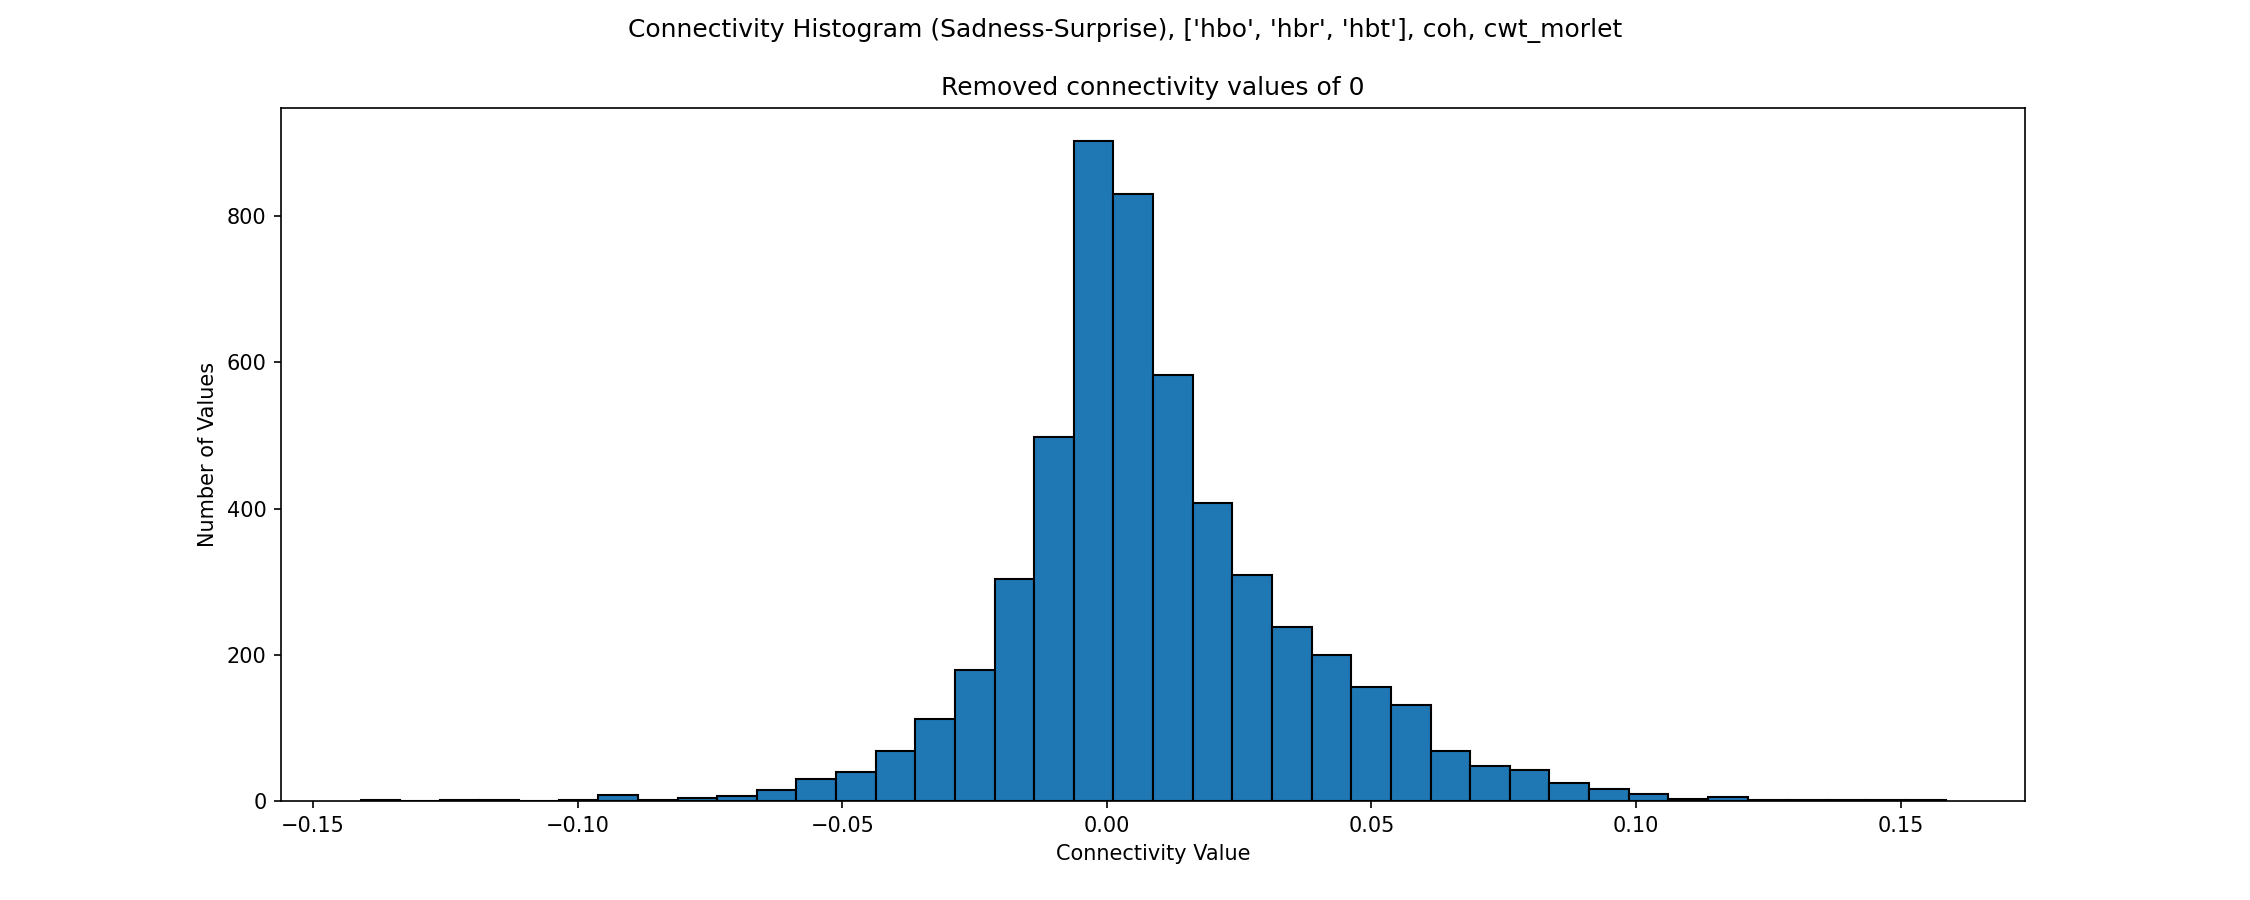 Connectivity Histogram (Sadness-Surprise), ['hbo', 'hbr', 'hbt'], coh, cwt_morlet
Removed connectivity values of 0
Number of Values
800
600
400
200
0
−0.15 −0.10 −0.05 0.00 0.05 0.10 0.15
Connectivity Value